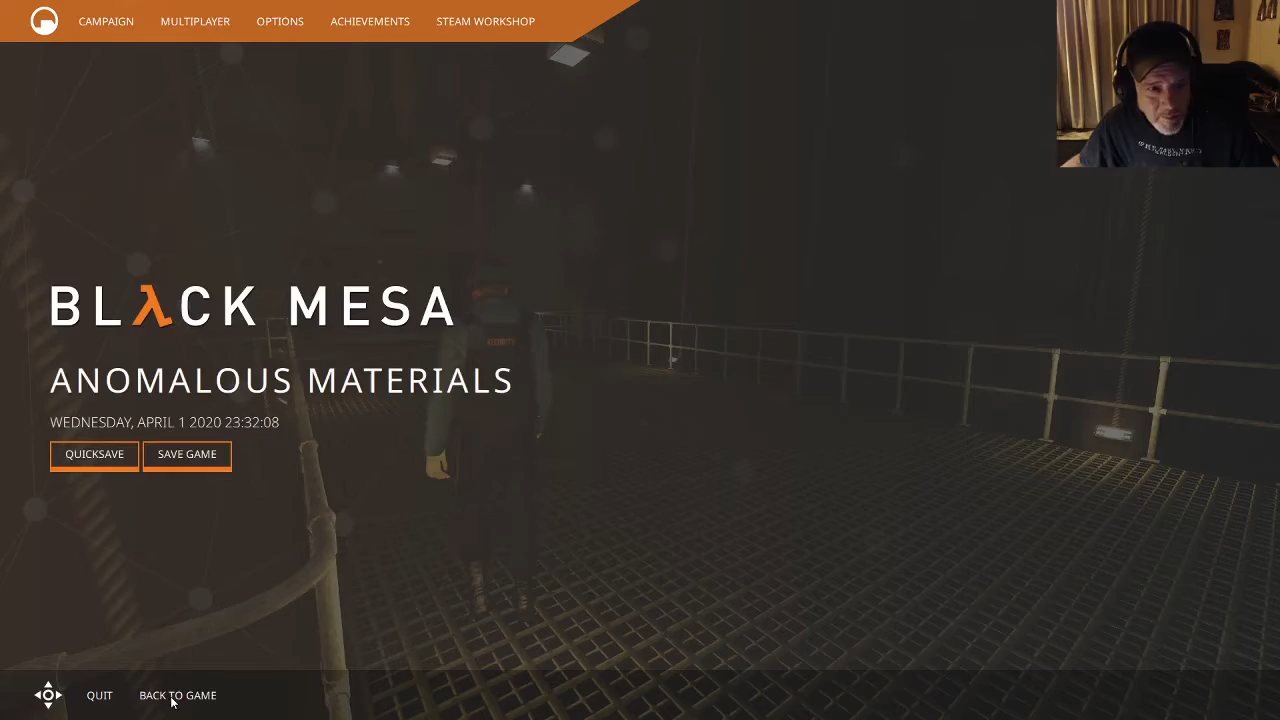 CAMPAIGN MULTIPLAYER OPTIONS ACHIEVEMENTS STEAM WORKSHOP
BLλCK MESA
SECURITY
ANOMALOUS MATERIALS
WEDNESDAY, APRIL 1 2020 23:32:08
QUICKSAVE SAVE GAME
QUIT BACK TO GAME